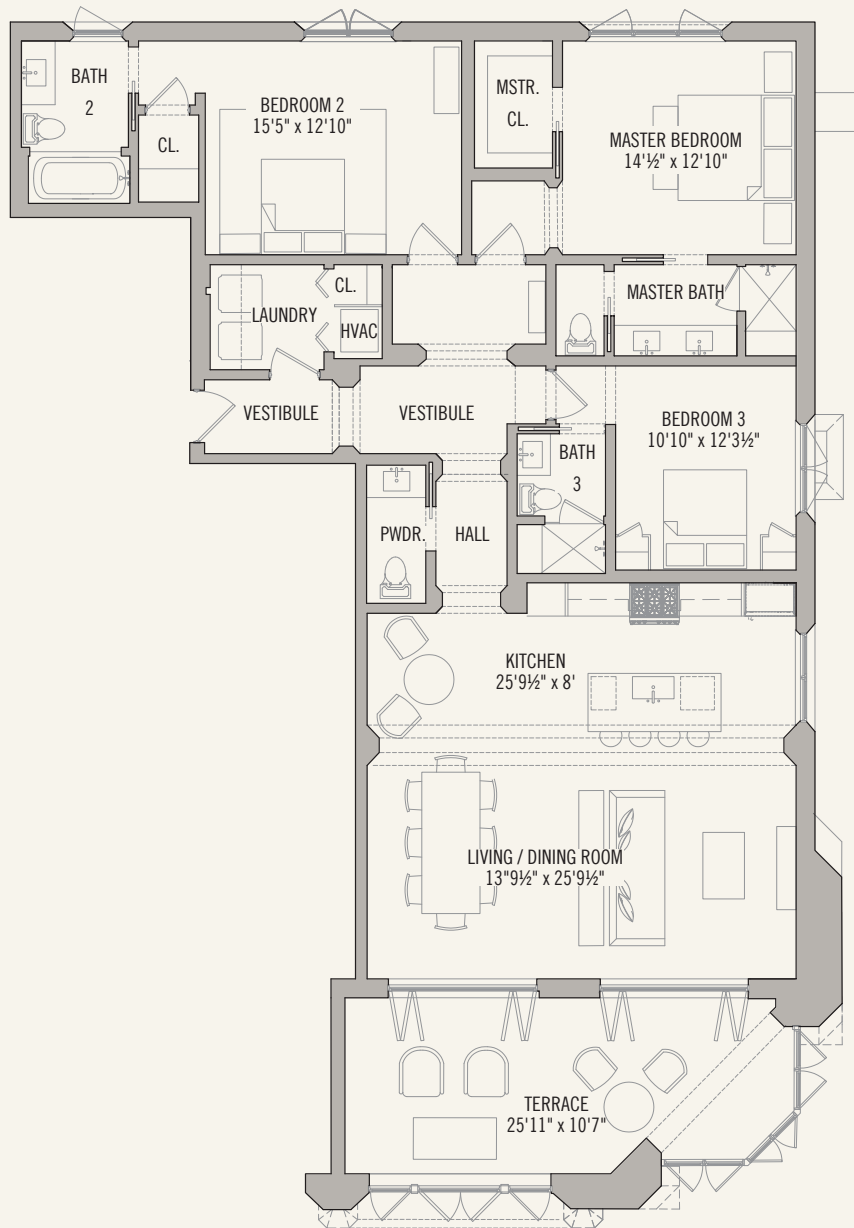 BATH
2
CL.
BEDROOM 2
15'5" x 12'10"
MSTR.
CL.
MASTER BEDROOM
14'½" x 12'10"
LAUNDRY
CL.
HVAC
MASTER BATH
VESTIBULE
VESTIBULE
BEDROOM 3
10'10" x 12'3½"
BATH
3
PWDR.
HALL
KITCHEN
25'9½" x 8'
LIVING / DINING ROOM
13"9½" x 25'9½"
TERRACE
25'11" x 10'7"